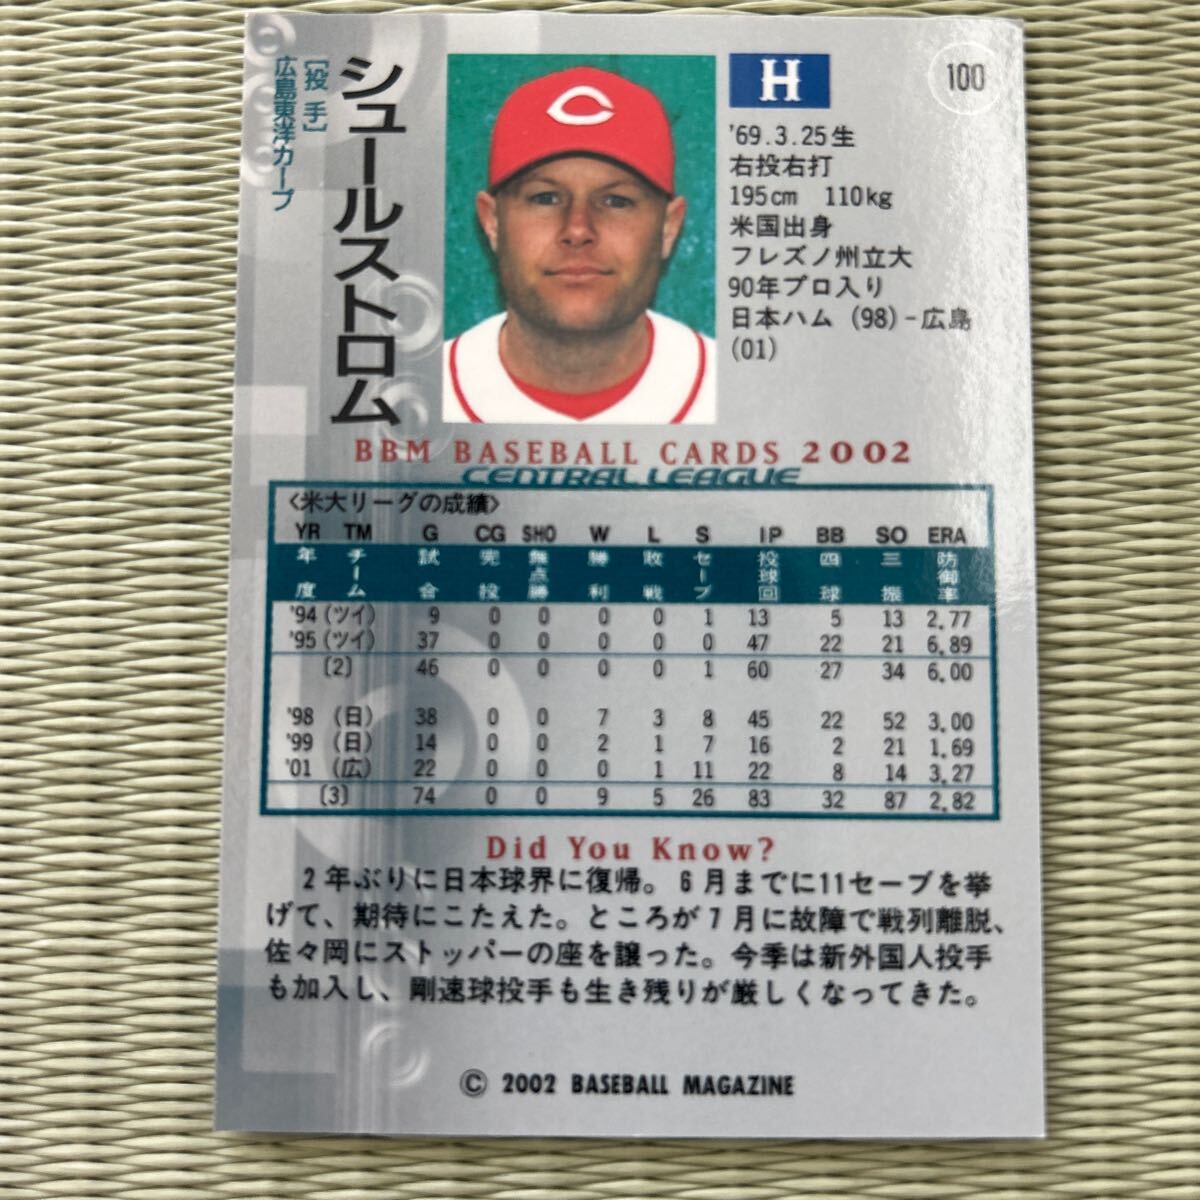 100
H
シュールストロム
［投手］
広島東洋カープ
'69.3.25生
右投右打
195cm 110kg
米国出身
フレズノ州立大
90年プロ入り
日本ハム（98）-広島
（01）
BBM BASEBALL CARDS 2002
CENTRAL LEAGUE
〈米大リーグの成績〉
YR TM G CG SHO W L S IP BB SO ERA
年度 チーム 試合 完投 無点勝 勝利 敗戦 セーブ 投球回 四球 三振 防御率
'94（ツイ） 9 0 0 0 0 1 13 5 13 2.77
'95（ツイ） 37 0 0 0 0 0 47 22 21 6.89
〔2〕 46 0 0 0 0 1 60 27 34 6.00
'98（日） 38 0 0 7 3 8 45 22 52 3.00
'99（日） 14 0 0 2 1 7 16 2 21 1.69
'01（広） 22 0 0 0 1 11 22 8 14 3.27
〔3〕 74 0 0 9 5 26 83 32 87 2.82
Did You Know?
２年ぶりに日本球界に復帰。６月までに11セーブを挙
げて、期待にこたえた。ところが７月に故障で戦列離脱、
佐々岡にストッパーの座を譲った。今季は新外国人投手
も加入し、剛速球投手も生き残りが厳しくなってきた。
© 2002 BASEBALL MAGAZINE